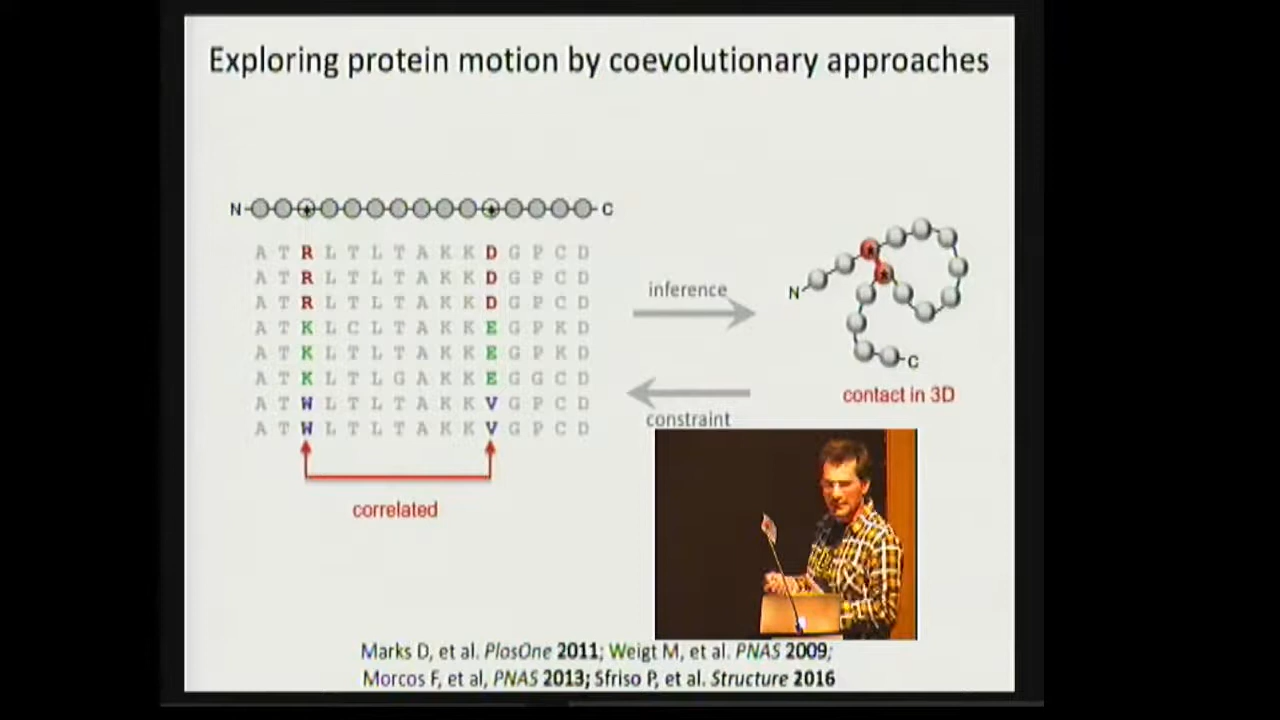 Exploring protein motion by coevolutionary approaches
N C
A T R L T L T A K K D G P C D
A T R L T L T A K K D G P C D
A T R L T L T A K K D G P C D
A T K L C L T A K K E G P K D
A T K L T L T A K K E G P K D
A T K L T L G A K K E G G C D
A T W L T L T A K K V G P C D
A T W L T L T A K K V G P C D
correlated
inference
constraint
N
C
contact in 3D
Marks D, et al. PlosOne 2011; Weigt M, et al. PNAS 2009;
Morcos F, et al, PNAS 2013; Sfriso P, et al. Structure 2016